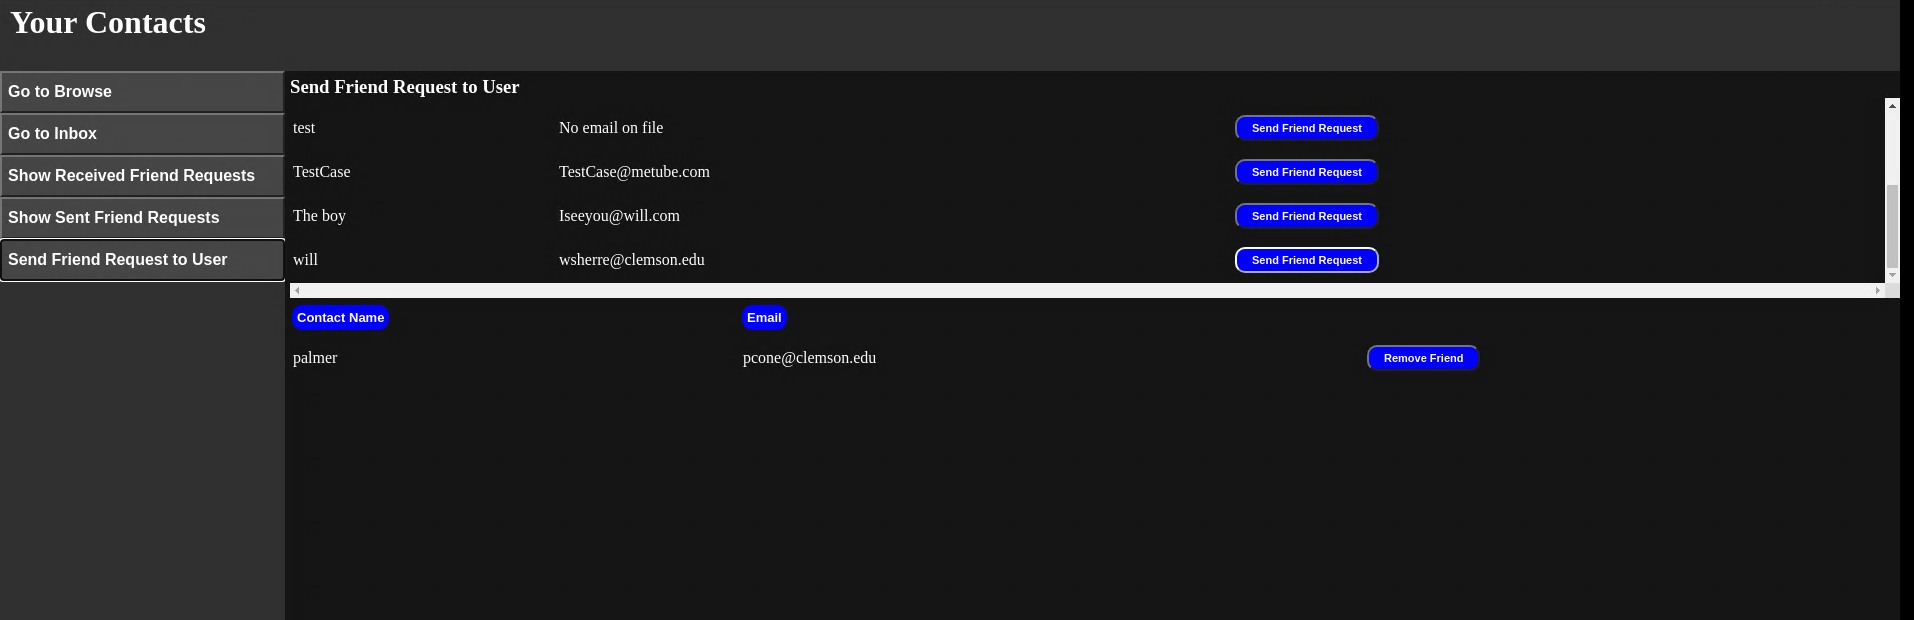 Your Contacts
Go to Browse
Go to Inbox
Show Received Friend Requests
Show Sent Friend Requests
Send Friend Request to User
Send Friend Request to User
test No email on file Send Friend Request
TestCase TestCase@metube.com Send Friend Request
The boy Iseeyou@will.com Send Friend Request
will wsherre@clemson.edu Send Friend Request
Contact Name Email
palmer pcone@clemson.edu Remove Friend